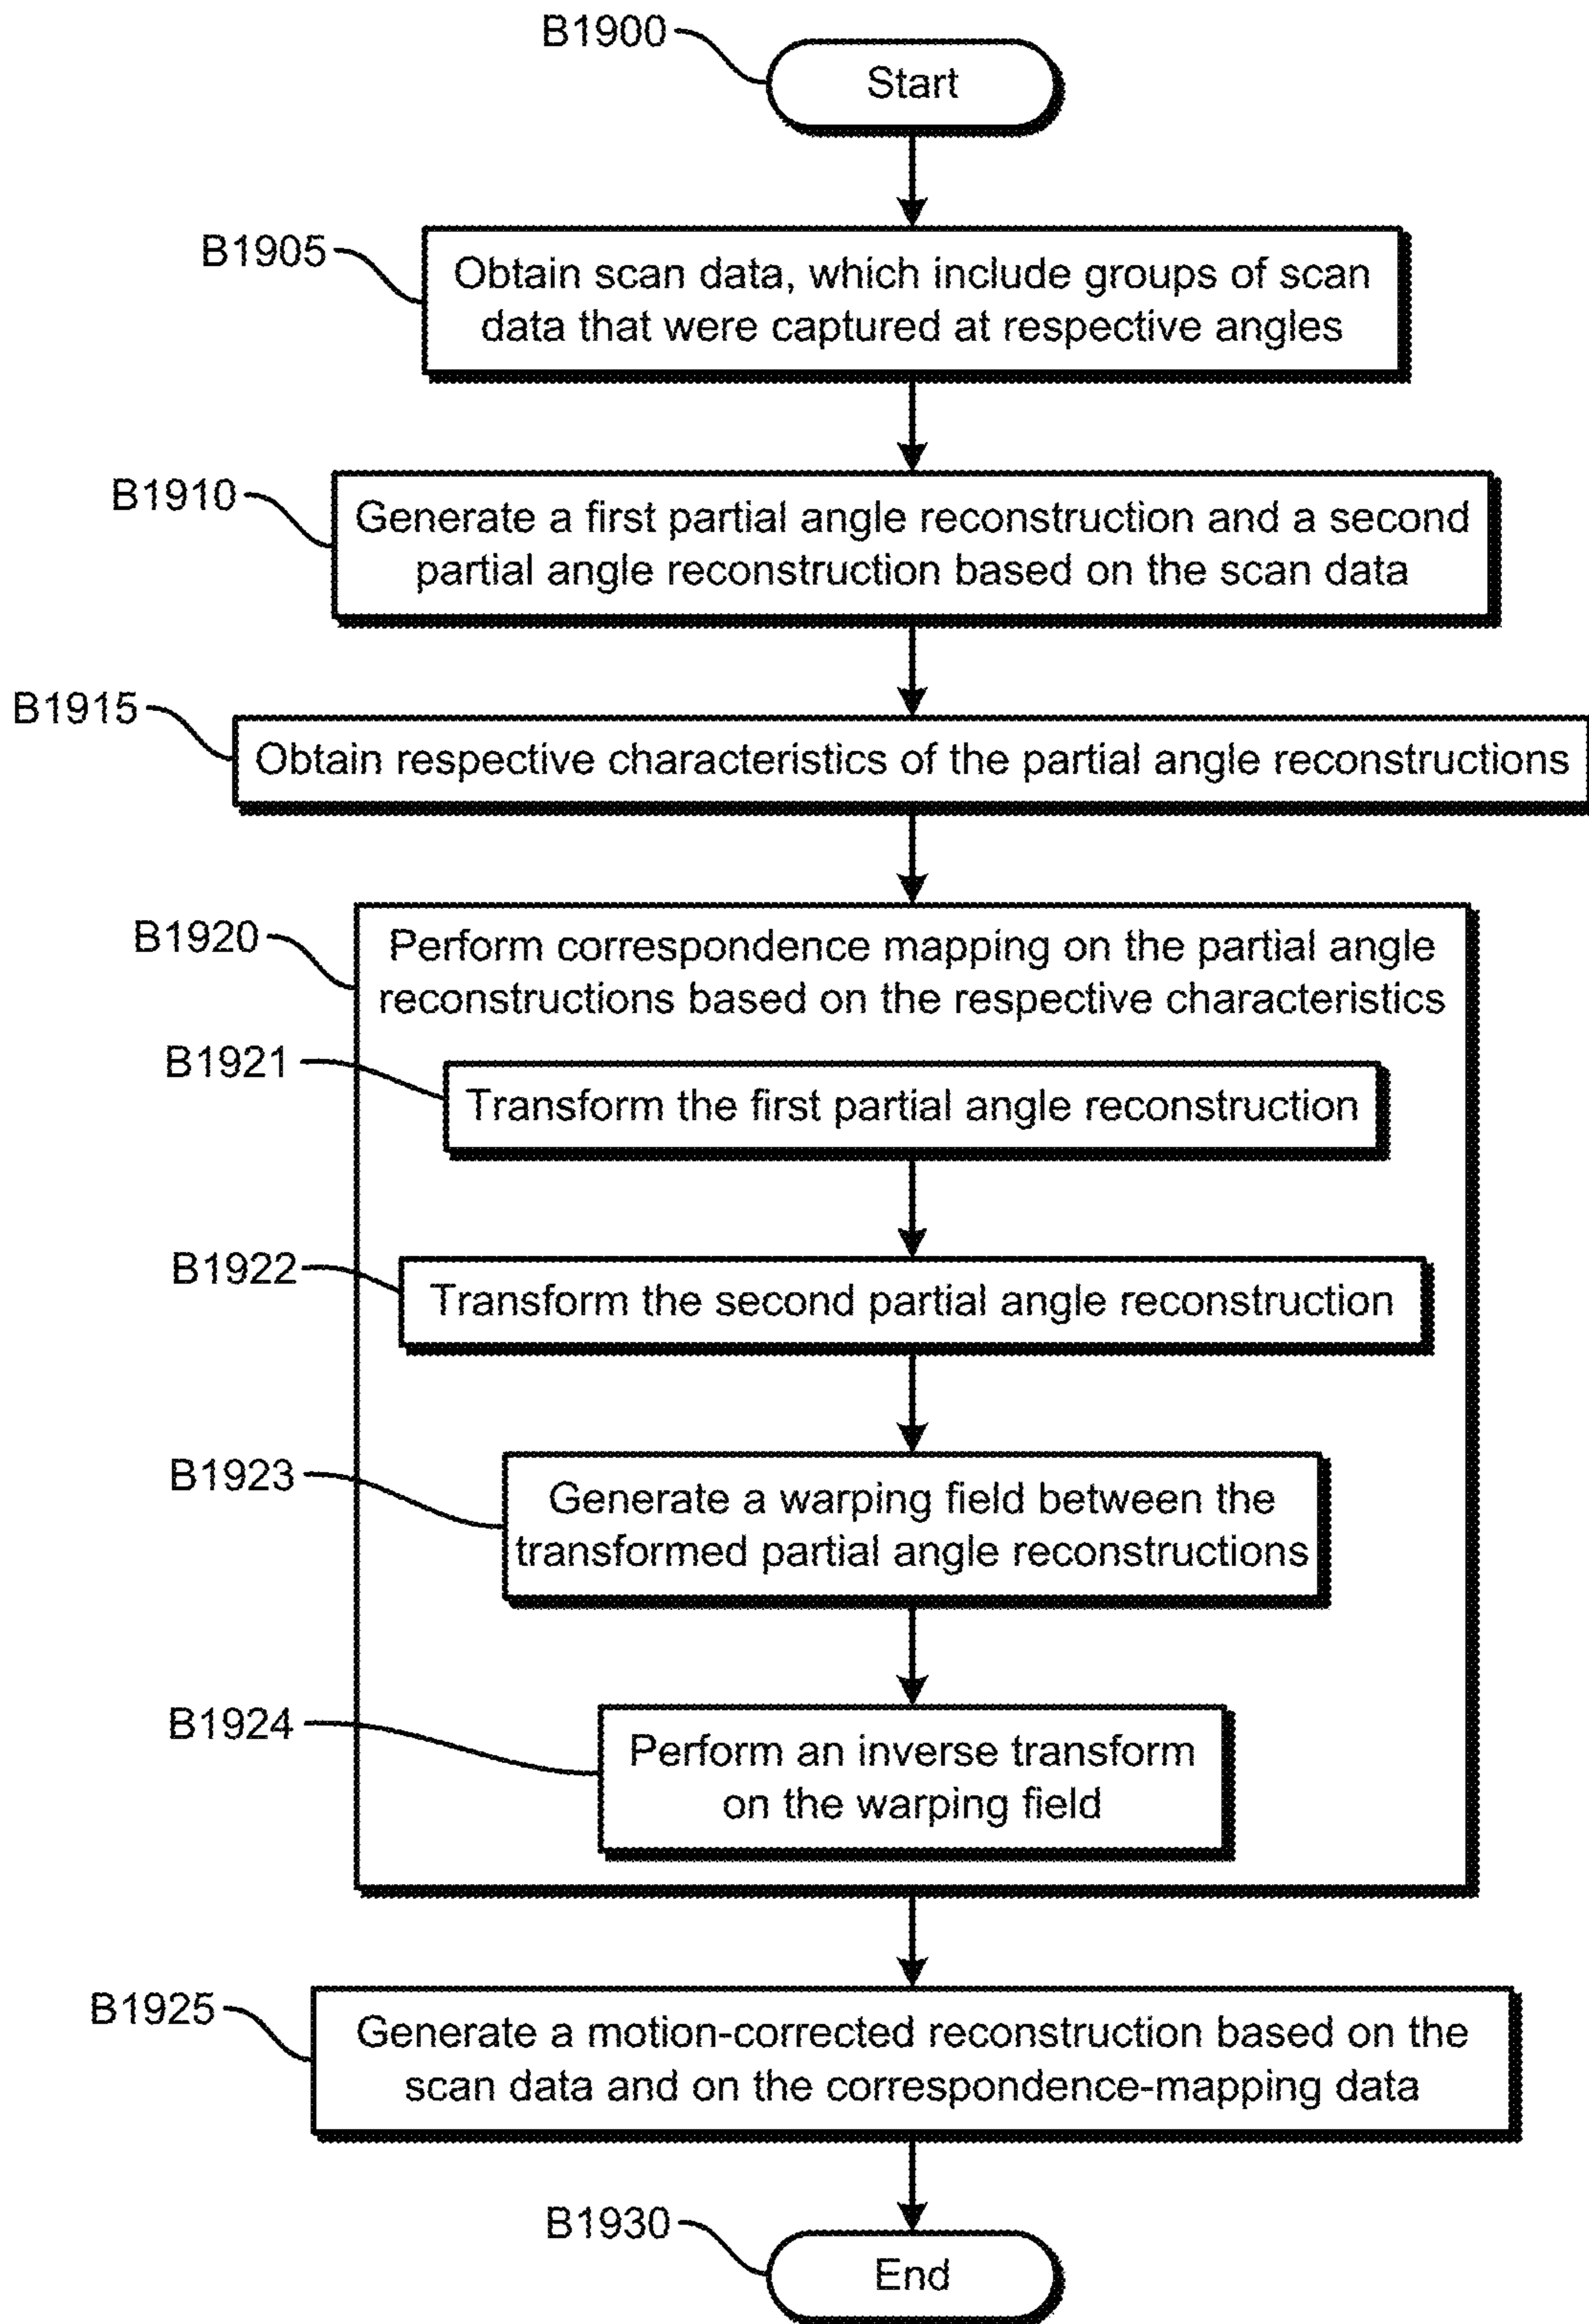 B1900
Start
B1905
Obtain scan data, which include groups of scan
data that were captured at respective angles
B1910
Generate a first partial angle reconstruction and a second
partial angle reconstruction based on the scan data
B1915
Obtain respective characteristics of the partial angle reconstructions
B1920
Perform correspondence mapping on the partial angle
reconstructions based on the respective characteristics
B1921
Transform the first partial angle reconstruction
B1922
Transform the second partial angle reconstruction
B1923
Generate a warping field between the
transformed partial angle reconstructions
B1924
Perform an inverse transform
on the warping field
B1925
Generate a motion-corrected reconstruction based on the
scan data and on the correspondence-mapping data
B1930
End